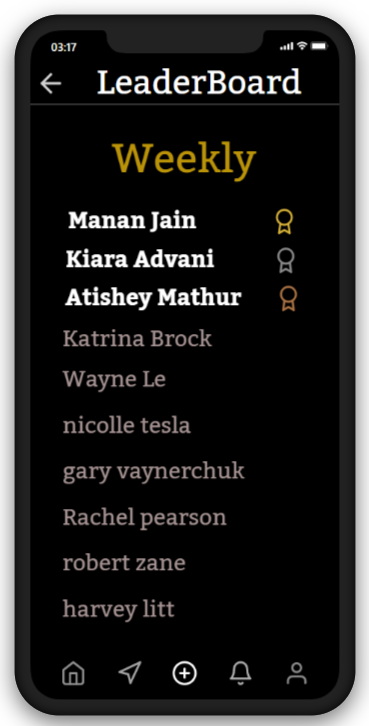 03:17
LeaderBoard
Weekly
Manan Jain
Kiara Advani
Atishey Mathur
Katrina Brock
Wayne Le
nicolle tesla
gary vaynerchuk
Rachel pearson
robert zane
harvey litt